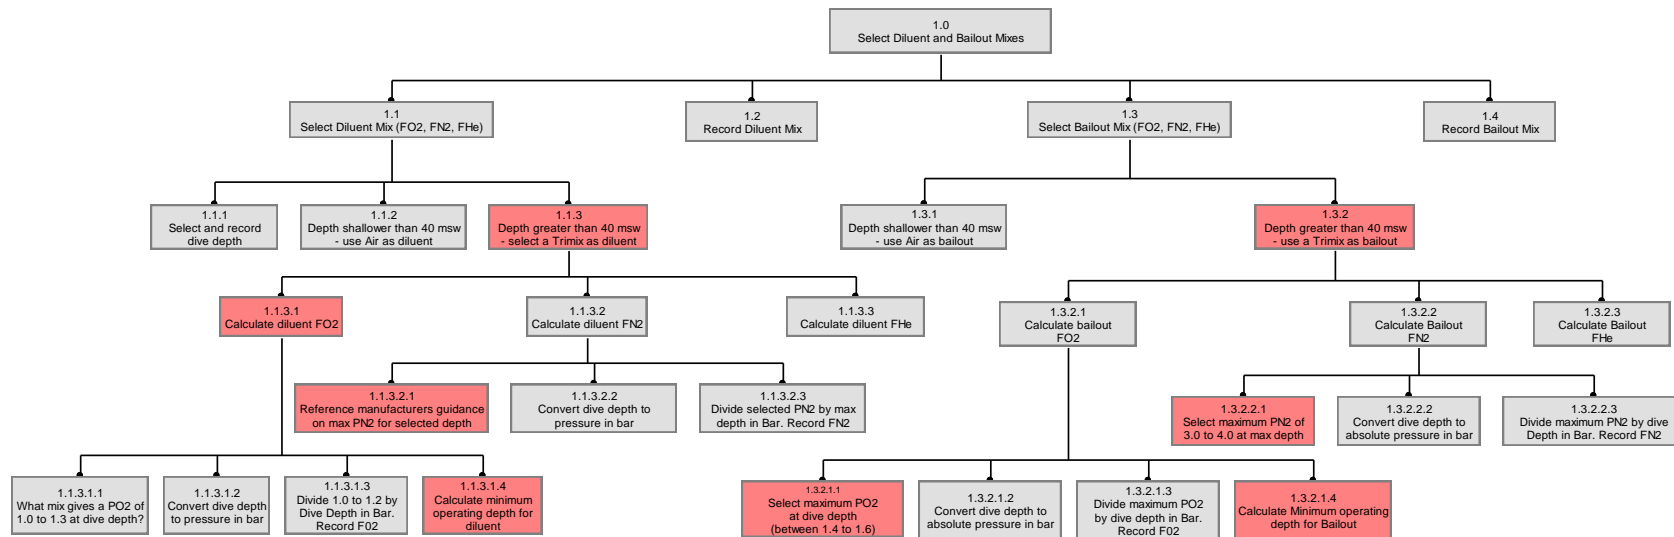 1.0
Select Diluent and Bailout Mixes
1.1
Select Diluent Mix (FO2, FN2, FHe)
1.2
Record Diluent Mix
1.3
Select Bailout Mix (FO2, FN2, FHe)
1.4
Record Bailout Mix
1.1.1
Select and record
dive depth
1.1.2
Depth shallower than 40 msw
- use Air as diluent
1.1.3
Depth greater than 40 msw
- select a Trimix as diluent
1.3.1
Depth shallower than 40 msw
- use Air as bailout
1.3.2
Depth greater than 40 msw
- use a Trimix as bailout
1.1.3.1
Calculate diluent FO2
1.1.3.2
Calculate diluent FN2
1.1.3.3
Calculate diluent FHe
1.3.2.1
Calculate bailout
FO2
1.3.2.2
Calculate Bailout
FN2
1.3.2.3
Calculate Bailout
FHe
1.1.3.2.1
Reference manufacturers guidance
on max PN2 for selected depth
1.1.3.2.2
Convert dive depth to
pressure in bar
1.1.3.2.3
Divide selected PN2 by max
depth in Bar. Record FN2
1.3.2.2.1
Select maximum PN2 of
3.0 to 4.0 at max depth
1.3.2.2.2
Convert dive depth to
absolute pressure in bar
1.3.2.2.3
Divide maximum PN2 by dive
Depth in Bar. Record FN2
1.1.3.1.1
What mix gives a PO2 of
1.0 to 1.3 at dive depth?
1.1.3.1.2
Convert dive depth
to pressure in bar
1.1.3.1.3
Divide 1.0 to 1.2 by
Dive Depth in Bar.
Record F02
1.1.3.1.4
Calculate minimum
operating depth for
diluent
1.3.2.1.1
Select maximum PO2
at dive depth
(between 1.4 to 1.6)
1.3.2.1.2
Convert dive depth to
absolute pressure in bar
1.3.2.1.3
Divide maximum PO2
by dive depth in Bar.
Record F02
1.3.2.1.4
Calculate Minimum operating
depth for Bailout